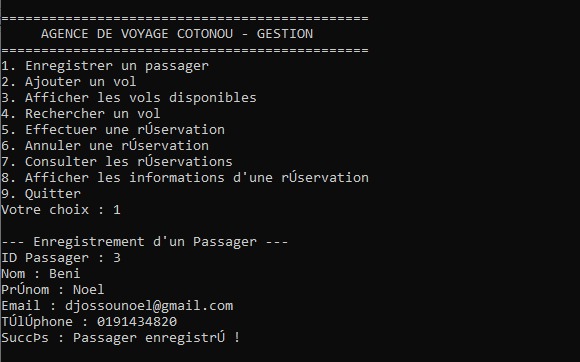 =============================================
AGENCE DE VOYAGE COTONOU - GESTION
=============================================
1. Enregistrer un passager
2. Ajouter un vol
3. Afficher les vols disponibles
4. Rechercher un vol
5. Effectuer une rÚservation
6. Annuler une rÚservation
7. Consulter les rÚservations
8. Afficher les informations d'une rÚservation
9. Quitter
Votre choix : 1
--- Enregistrement d'un Passager ---
ID Passager : 3
Nom : Beni
PrÚnom : Noel
Email : djossounoel@gmail.com
TÚlÚphone : 0191434820
SuccÞs : Passager enregistrÚ !